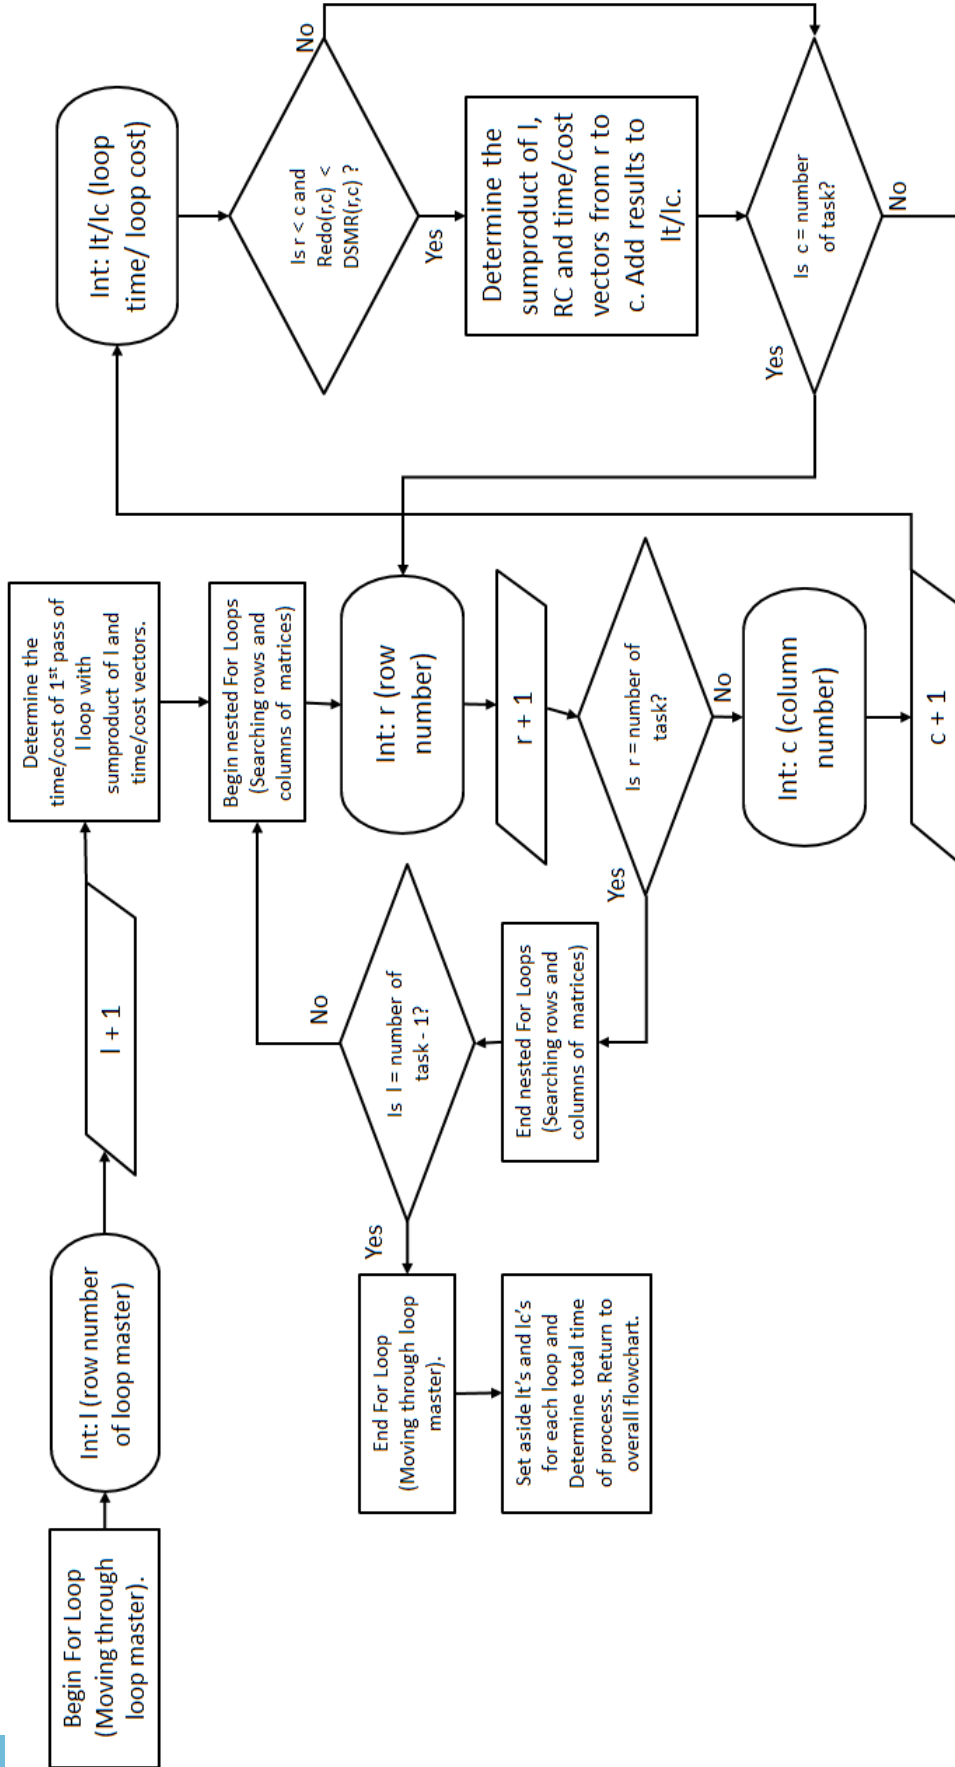 Begin For Loop
(Moving through
loop master).
Int: l (row number
of loop master)
l + 1
Determine the
time/cost of 1st pass of
l loop with
sumproduct of l and
time/cost vectors.
Begin nested For Loops
(Searching rows and
columns of matrices)
Int: r (row
number)
r + 1
Is r = number of
task?
Yes
No
Int: c (column
number)
c + 1
Int: lt/lc (loop
time/ loop cost)
Is r < c and
Redo(r,c) <
DSMR(r,c) ?
No
Yes
Determine the
sumproduct of l,
RC and time/cost
vectors from r to
c. Add results to
lt/lc.
Is c = number
of task?
Yes
No
End nested For Loops
(Searching rows and
columns of matrices)
Is l = number of
task - 1?
No
Yes
End For Loop
(Moving through loop
master).
Set aside lt's and lc's
for each loop and
Determine total time
of process. Return to
overall flowchart.